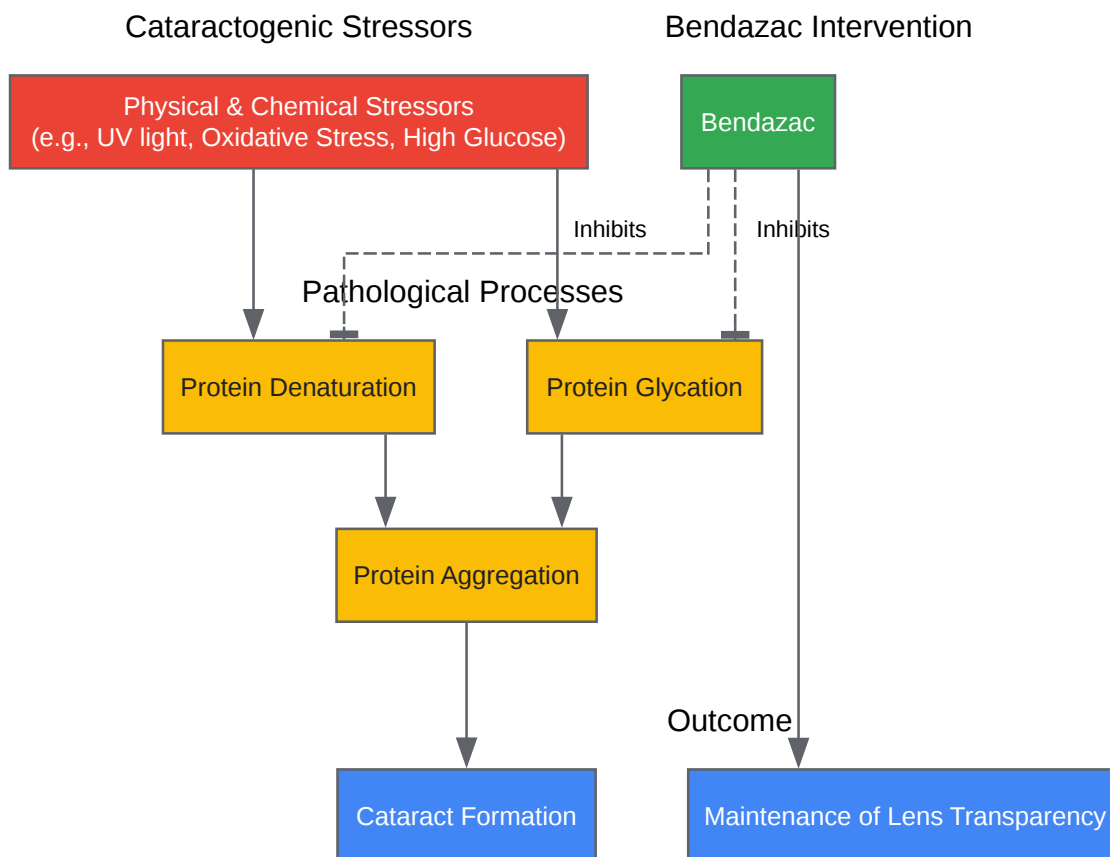 Cataractogenic Stressors
Bendazac Intervention
Physical & Chemical Stressors
(e.g., UV light, Oxidative Stress, High Glucose)
Bendazac
Inhibits
Inhibits
Pathological Processes
Protein Denaturation
Protein Glycation
Protein Aggregation
Outcome
Cataract Formation
Maintenance of Lens Transparency